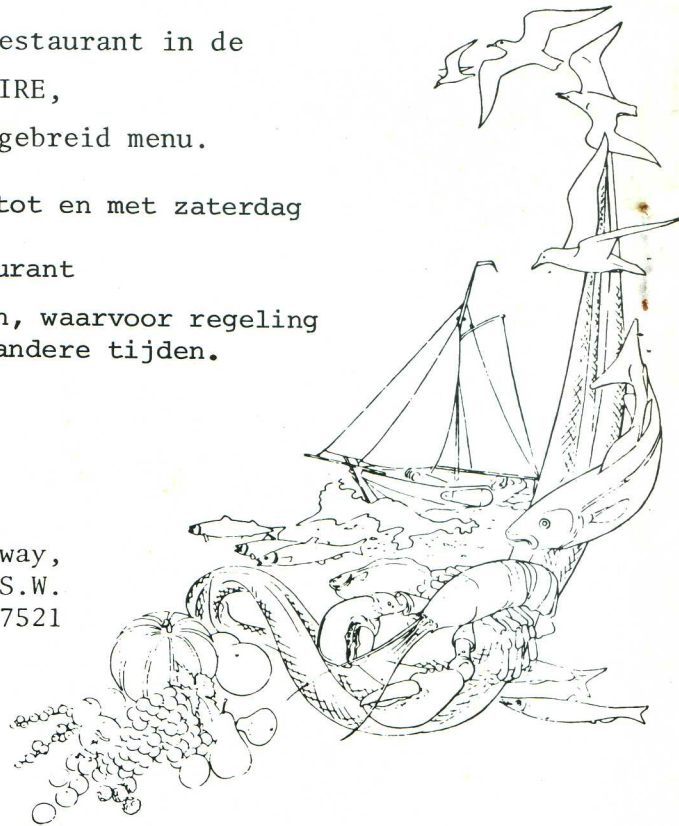 estaurant in de
IRE,
gebreid menu.
tot en met zaterdag
urant
n, waarvoor regeling
andere tijden.
way,
S.W.
7521